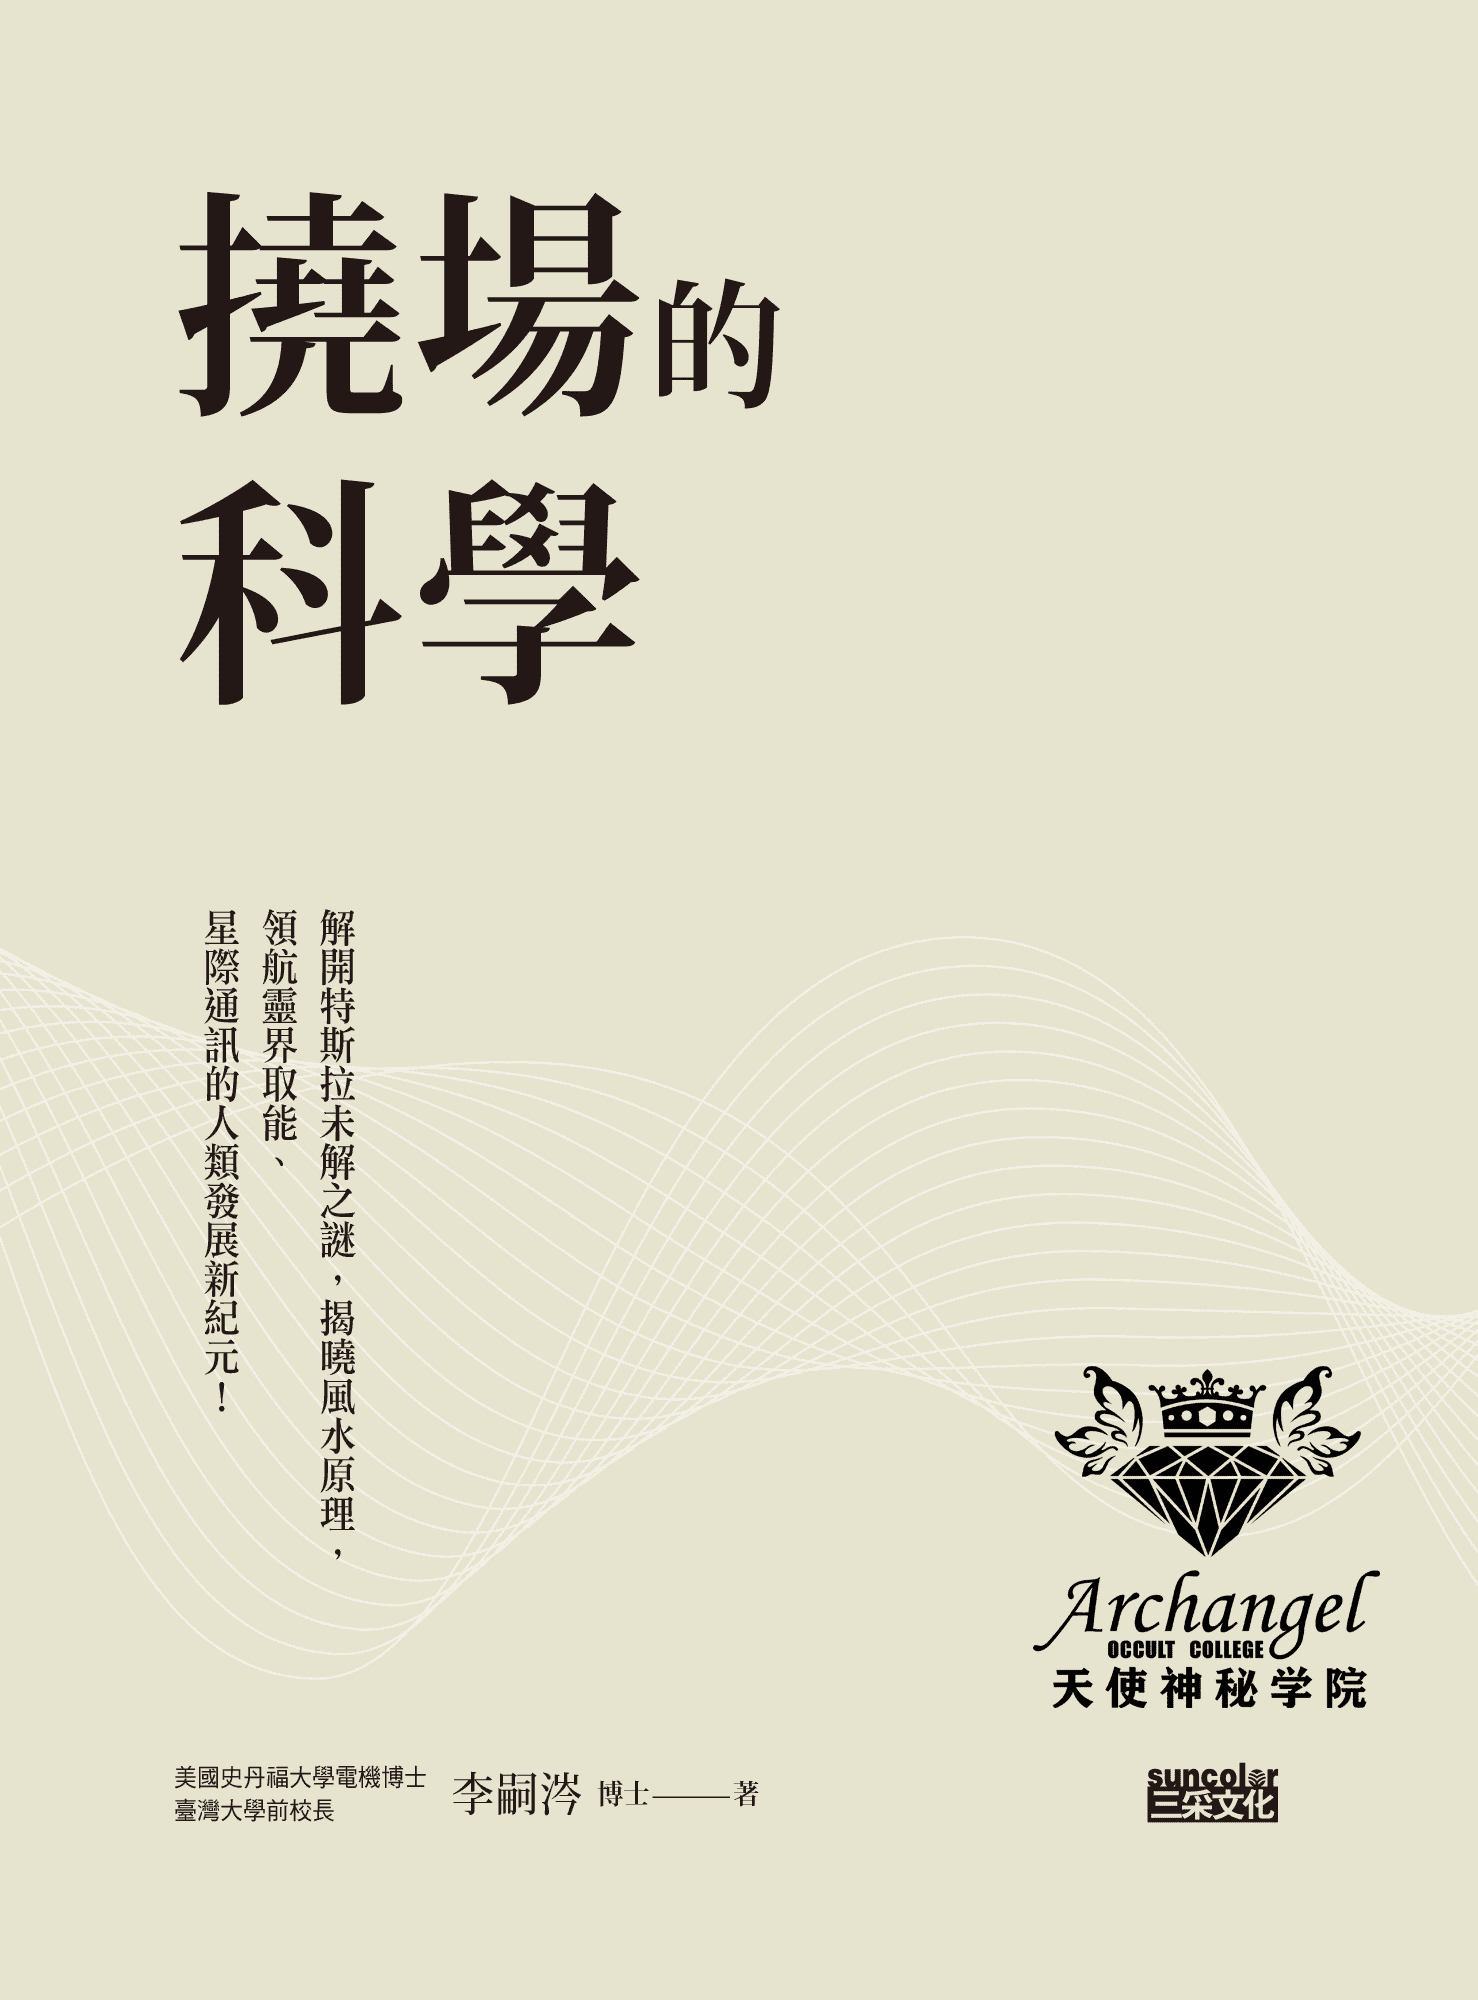 撓場的
科學
解開特斯拉未解之謎，揭曉風水原理，
領航靈界取能、
星際通訊的人類發展新紀元！
Archangel
OCCULT COLLEGE
天使神秘学院
美國史丹福大學電機博士
臺灣大學前校長
李嗣涔 博士——著
suncolor
三采文化